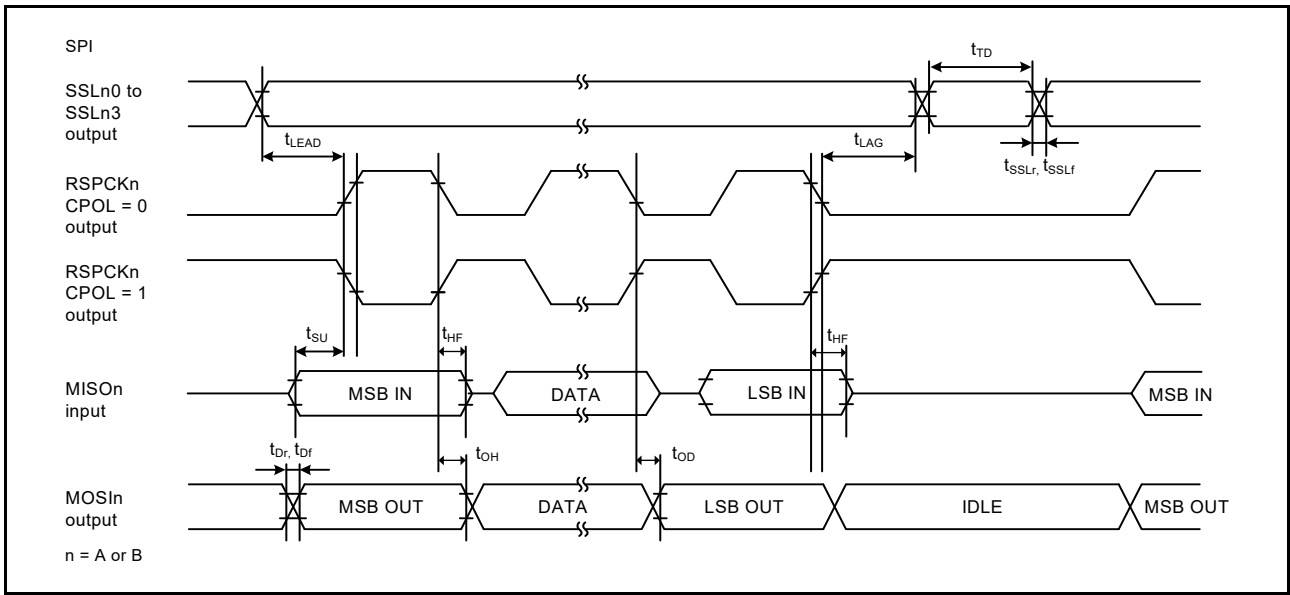 SPI
tTD
SSLn0 to
SSLn3
output
tLEAD
tLAG
tSSLr, tSSLf
RSPCKn
CPOL = 0
output
RSPCKn
CPOL = 1
output
tSU
tHF
tHF
MISOn
input
MSB IN
DATA
LSB IN
MSB IN
tDr, tDf
tOH
tOD
MOSIn
output
MSB OUT
DATA
LSB OUT
IDLE
MSB OUT
n = A or B